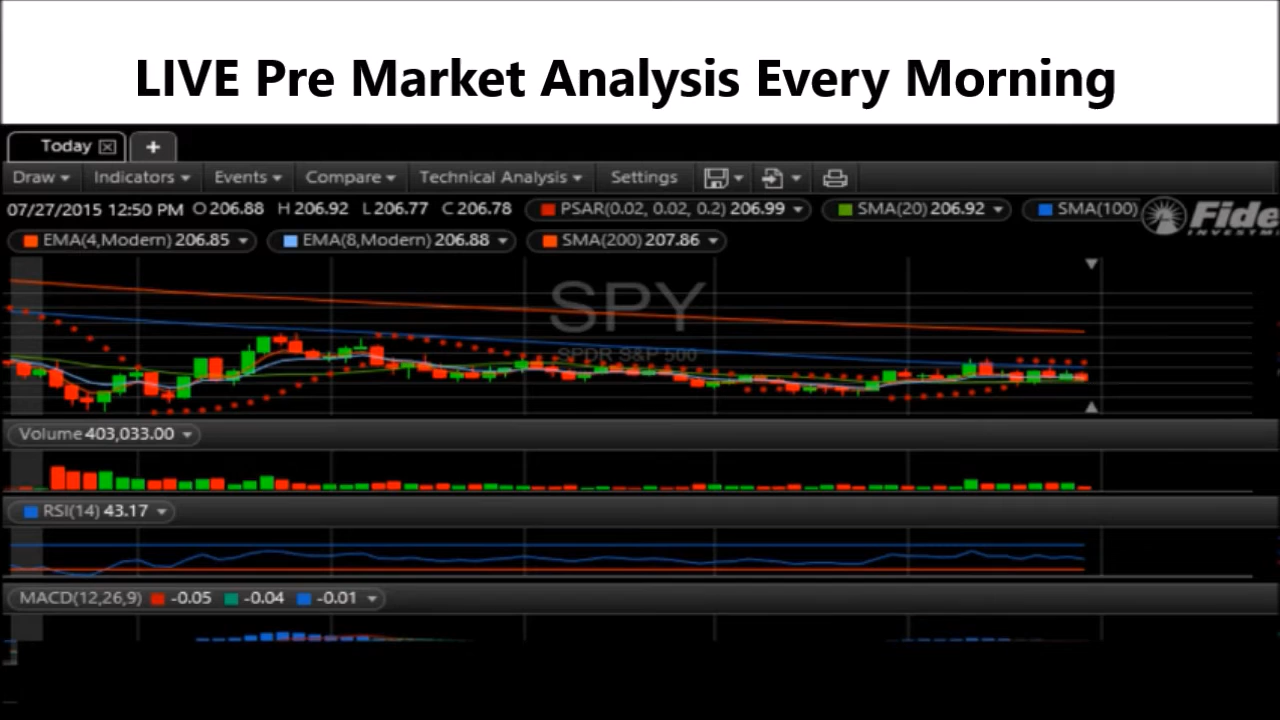 LIVE Pre Market Analysis Every Morning
Today +
Draw Indicators Events Compare Technical Analysis Settings
07/27/2015 12:50 PM O 206.88 H 206.92 L 206.77 C 206.78 PSAR(0.02, 0.02, 0.2) 206.99 SMA(20) 206.92 SMA(100)
Fide
INVESTME
EMA(4,Modern) 206.85 EMA(8,Modern) 206.88 SMA(200) 207.86
SPY
SPDR S&P 500
Volume 403,033.00
RSI(14) 43.17
MACD(12,26,9) -0.05 -0.04 -0.01